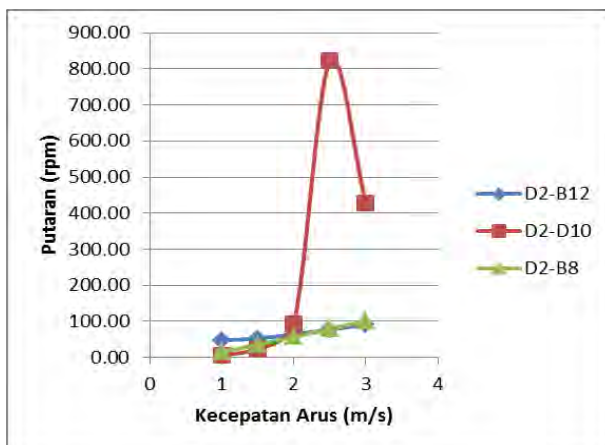 900.00
800.00
700.00
600.00
500.00
400.00
300.00
200.00
100.00
0.00
Putaran (rpm)
0 1 2 3 4
Kecepatan Arus (m/s)
D2-B12
D2-D10
D2-B8